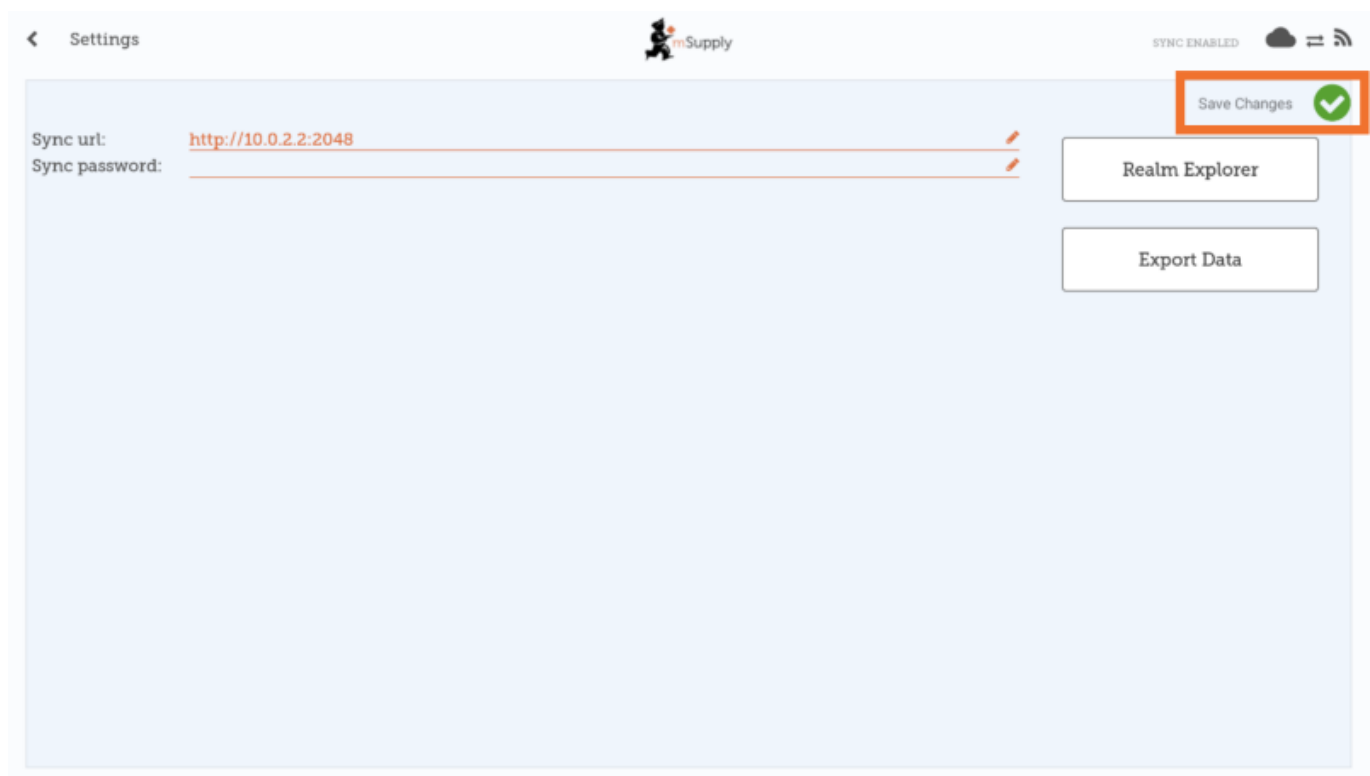 Settings
mSupply
SYNC ENABLED
Save Changes
Sync url: http://10.0.2.2:2048
Sync password:
Realm Explorer
Export Data